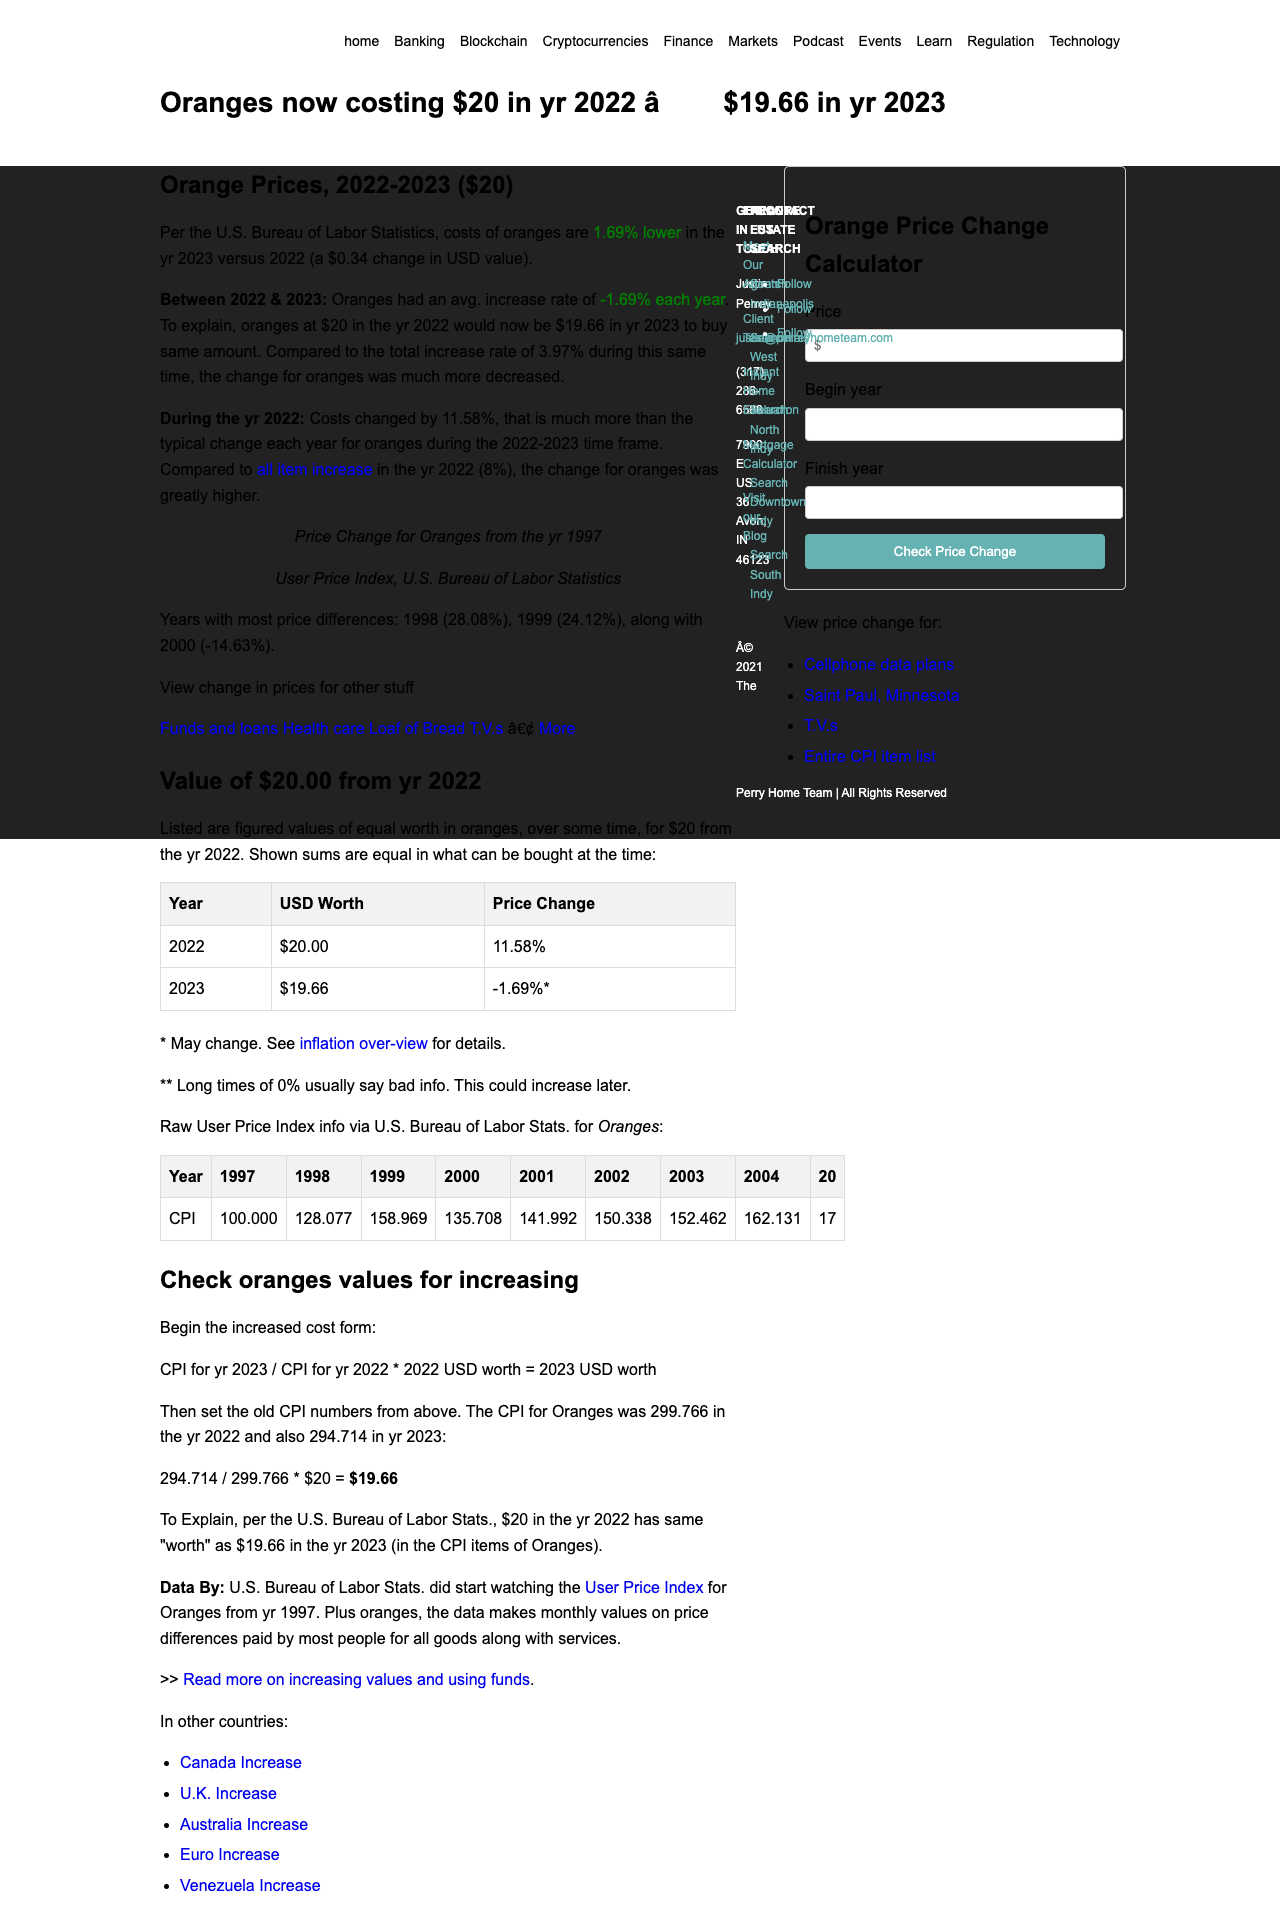 home Banking Blockchain Cryptocurrencies Finance Markets Podcast Events Learn Regulation Technology
Oranges now costing $20 in yr 2022 â $19.66 in yr 2023
Orange Prices, 2022-2023 ($20)
Per the U.S. Bureau of Labor Statistics, costs of oranges are 1.69% lower in the
yr 2023 versus 2022 (a $0.34 change in USD value).
Between 2022 & 2023: Oranges had an avg. increase rate of -1.69% each year.
To explain, oranges at $20 in the yr 2022 would now be $19.66 in yr 2023 to buy
same amount. Compared to the total increase rate of 3.97% during this same
time, the change for oranges was much more decreased.
During the yr 2022: Costs changed by 11.58%, that is much more than the
typical change each year for oranges during the 2022-2023 time frame.
Compared to all item increase in the yr 2022 (8%), the change for oranges was
greatly higher.
Price Change for Oranges from the yr 1997
User Price Index, U.S. Bureau of Labor Statistics
Years with most price differences: 1998 (28.08%), 1999 (24.12%), along with
2000 (-14.63%).
View change in prices for other stuff
Funds and loans Health care Loaf of Bread T.V.s â€¢ More
Value of $20.00 from yr 2022
Listed are figured values of equal worth in oranges, over some time, for $20 from
the yr 2022. Shown sums are equal in what can be bought at the time:
Year USD Worth Price Change
2022 $20.00 11.58%
2023 $19.66 -1.69%*
* May change. See inflation over-view for details.
** Long times of 0% usually say bad info. This could increase later.
Raw User Price Index info via U.S. Bureau of Labor Stats. for Oranges:
Year 1997 1998 1999 2000 2001 2002 2003 2004 20
CPI 100.000 128.077 158.969 135.708 141.992 150.338 152.462 162.131 17
Check oranges values for increasing
Begin the increased cost form:
CPI for yr 2023 / CPI for yr 2022 * 2022 USD worth = 2023 USD worth
Then set the old CPI numbers from above. The CPI for Oranges was 299.766 in
the yr 2022 and also 294.714 in yr 2023:
294.714 / 299.766 * $20 = $19.66
To Explain, per the U.S. Bureau of Labor Stats., $20 in the yr 2022 has same
"worth" as $19.66 in the yr 2023 (in the CPI items of Oranges).
Data By: U.S. Bureau of Labor Stats. did start watching the User Price Index for
Oranges from yr 1997. Plus oranges, the data makes monthly values on price
differences paid by most people for all goods along with services.
>> Read more on increasing values and using funds.
In other countries:
Canada Increase
U.K. Increase
Australia Increase
Euro Increase
Venezuela Increase
Orange Price Change
Calculator
Price
$
Begin year
Finish year
Check Price Change
View price change for:
Cellphone data plans
Saint Paul, Minnesota
T.V.s
Entire CPI item list
IN
ESTATE
SEARCH
Our
Follow
Indianapolis
Follow
Client
Follow
West
Indy
North
Indy
Calculator
US
Search
36
Downtown
Avon,
Indy
Blog
IN
Search
46123
South
Indy
Â©
2021
The
Perry Home Team | All Rights Reserved